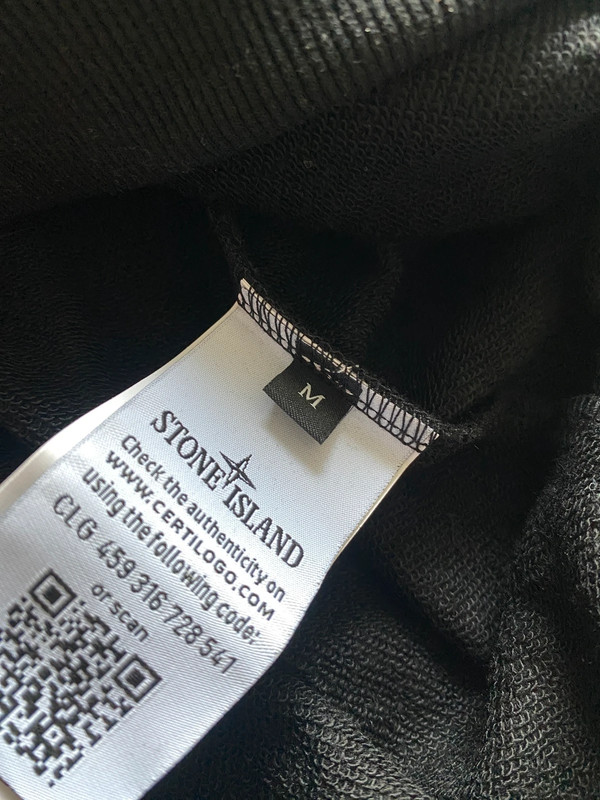 M
STONE ISLAND
Check the authenticity on
WWW.CERTILOGO.COM
using the following code:
CLG 459 316 728 541
or scan